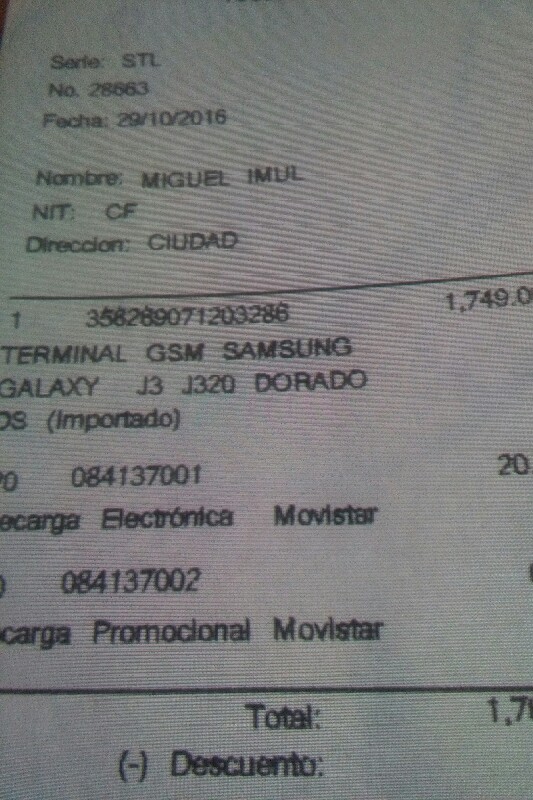 Serie: STL
No. 28663
Fecha: 29/10/2016
Nombre: MIGUEL IMUL
NIT: CF
Direccion: CIUDAD
1 358269071203286 1,749.0
TERMINAL GSM SAMSUNG
GALAXY J3 J320 DORADO
DS (Importado)
20 084137001 20
ecarga Electrónica Movistar
0 084137002
carga Promocional Movistar
Total: 1,7
(-) Descuento: